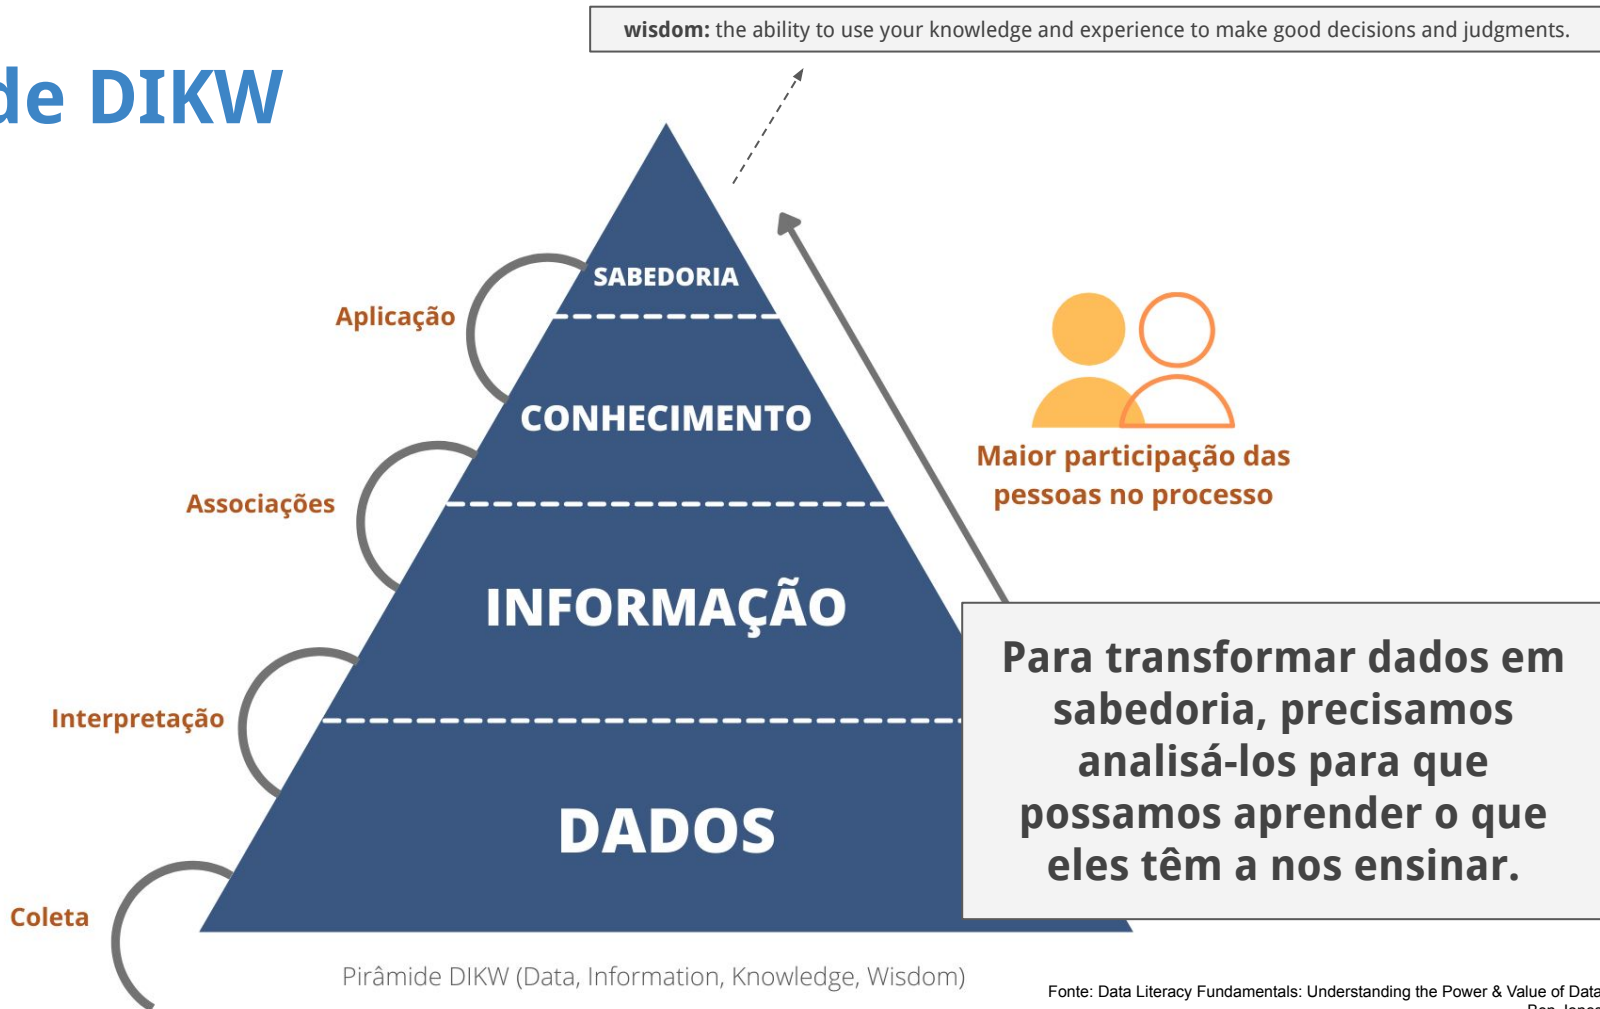 wisdom: the ability to use your knowledge and experience to make good decisions and judgments.
de DIKW
SABEDORIA
Aplicação
CONHECIMENTO
Maior participação das
pessoas no processo
Associações
INFORMAÇÃO
Para transformar dados em
sabedoria, precisamos
analisá-los para que
possamos aprender o que
eles têm a nos ensinar.
Interpretação
DADOS
Coleta
Pirâmide DIKW (Data, Information, Knowledge, Wisdom)
Fonte: Data Literacy Fundamentals: Understanding the Power & Value of Data
Ben Jones